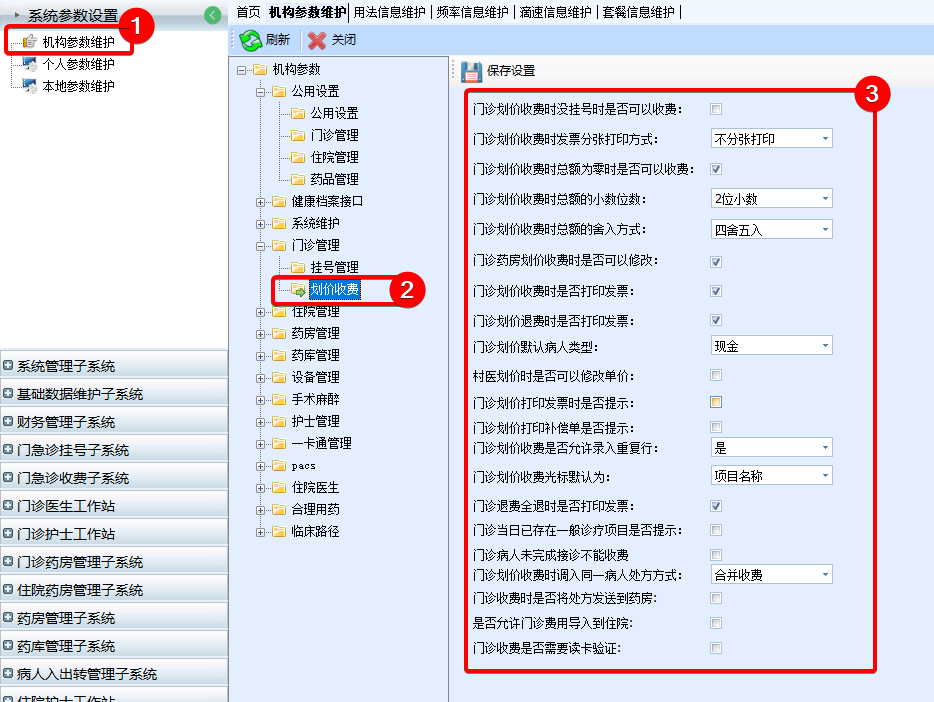 系统参数设置
1
机构参数维护
个人参数维护
本地参数维护
系统管理子系统
基础数据维护子系统
财务管理子系统
门急诊挂号子系统
门急诊收费子系统
门诊医生工作站
门诊护士工作站
门诊药房管理子系统
住院药房管理子系统
药房管理子系统
药库管理子系统
病人入出转管理子系统
住院护士工作站
首页 机构参数维护 用法信息维护 频率信息维护 滴速信息维护 套餐信息维护
刷新 关闭
机构参数
公用设置
公用设置
门诊管理
住院管理
药品管理
健康档案接口
系统维护
门诊管理
挂号管理
划价收费
2
住院管理
药房管理
药库管理
设备管理
手术麻醉
护士管理
一卡通管理
pacs
住院医生
合理用药
临床路径
保存设置
3
门诊划价收费时没挂号时是否可以收费:
门诊划价收费时发票分张打印方式: 不分张打印
门诊划价收费时总额为零时是否可以收费:
门诊划价收费时总额的小数位数: 2位小数
门诊划价收费时总额的舍入方式: 四舍五入
门诊药房划价收费时是否可以修改:
门诊划价收费时是否打印发票:
门诊划价退费时是否打印发票:
门诊划价默认病人类型: 现金
村医划价时是否可以修改单价:
门诊划价打印发票时是否提示:
门诊划价打印补偿单是否提示:
门诊划价收费是否允许录入重复行: 是
门诊划价收费光标默认为: 项目名称
门诊退费全退时是否打印发票:
门诊当日已存在一般诊疗项目是否提示:
门诊病人未完成接诊不能收费
门诊划价收费时调入同一病人处方方式: 合并收费
门诊收费时是否将处方发送到药房:
是否允许门诊费用导入到住院:
门诊收费是否需要读卡验证: